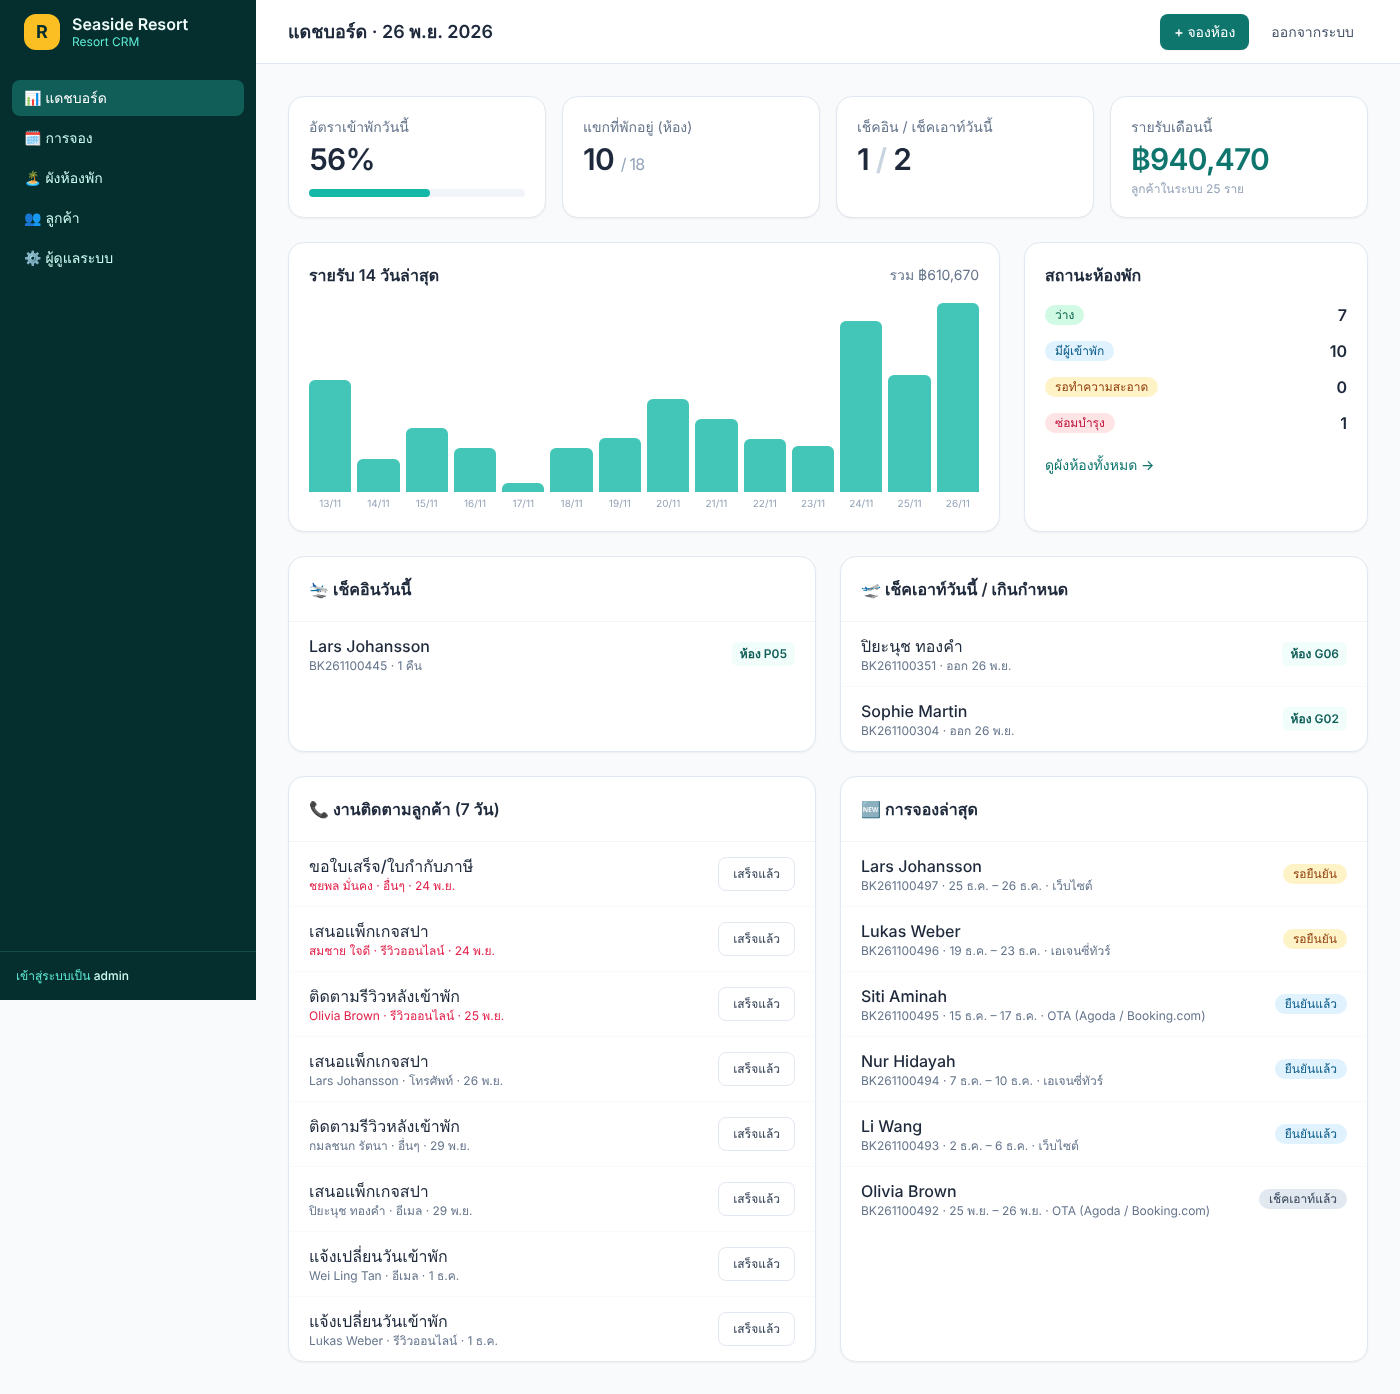 R
Seaside Resort
Resort CRM
📊 แดชบอร์ด
🗓️ การจอง
🏝️ ผังห้องพัก
👥 ลูกค้า
⚙️ ผู้ดูแลระบบ
เข้าสู่ระบบเป็น admin
แดชบอร์ด · 26 พ.ย. 2026
+ จองห้อง
ออกจากระบบ
อัตราเข้าพักวันนี้
56%
แขกที่พักอยู่ (ห้อง)
10 / 18
เช็คอิน / เช็คเอาท์วันนี้
1 / 2
รายรับเดือนนี้
฿940,470
ลูกค้าในระบบ 25 ราย
รายรับ 14 วันล่าสุด
รวม ฿610,670
13/11 14/11 15/11 16/11 17/11 18/11 19/11 20/11 21/11 22/11 23/11 24/11 25/11 26/11
สถานะห้องพัก
ว่าง 7
มีผู้เข้าพัก 10
รอทำความสะอาด 0
ซ่อมบำรุง 1
ดูผังห้องทั้งหมด →
🛬 เช็คอินวันนี้
Lars Johansson
BK261100445 · 1 คืน
ห้อง P05
🛫 เช็คเอาท์วันนี้ / เกินกำหนด
ปิยะนุช ทองคำ
BK261100351 · ออก 26 พ.ย.
ห้อง G06
Sophie Martin
BK261100304 · ออก 26 พ.ย.
ห้อง G02
📞 งานติดตามลูกค้า (7 วัน)
ขอใบเสร็จ/ใบกำกับภาษี
ชยพล มั่นคง · อื่นๆ · 24 พ.ย.
เสร็จแล้ว
เสนอแพ็กเกจสปา
สมชาย ใจดี · รีวิวออนไลน์ · 24 พ.ย.
เสร็จแล้ว
ติดตามรีวิวหลังเข้าพัก
Olivia Brown · รีวิวออนไลน์ · 25 พ.ย.
เสร็จแล้ว
เสนอแพ็กเกจสปา
Lars Johansson · โทรศัพท์ · 26 พ.ย.
เสร็จแล้ว
ติดตามรีวิวหลังเข้าพัก
กมลชนก รัตนา · อื่นๆ · 29 พ.ย.
เสร็จแล้ว
เสนอแพ็กเกจสปา
ปิยะนุช ทองคำ · อีเมล · 29 พ.ย.
เสร็จแล้ว
แจ้งเปลี่ยนวันเข้าพัก
Wei Ling Tan · อีเมล · 1 ธ.ค.
เสร็จแล้ว
แจ้งเปลี่ยนวันเข้าพัก
Lukas Weber · รีวิวออนไลน์ · 1 ธ.ค.
เสร็จแล้ว
🆕 การจองล่าสุด
Lars Johansson
BK261100497 · 25 ธ.ค. – 26 ธ.ค. · เว็บไซต์
รอยืนยัน
Lukas Weber
BK261100496 · 19 ธ.ค. – 23 ธ.ค. · เอเจนซี่ทัวร์
รอยืนยัน
Siti Aminah
BK261100495 · 15 ธ.ค. – 17 ธ.ค. · OTA (Agoda / Booking.com)
ยืนยันแล้ว
Nur Hidayah
BK261100494 · 7 ธ.ค. – 10 ธ.ค. · เอเจนซี่ทัวร์
ยืนยันแล้ว
Li Wang
BK261100493 · 2 ธ.ค. – 6 ธ.ค. · เว็บไซต์
ยืนยันแล้ว
Olivia Brown
BK261100492 · 25 พ.ย. – 26 พ.ย. · OTA (Agoda / Booking.com)
เช็คเอาท์แล้ว